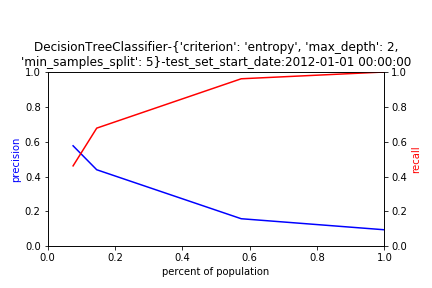 DecisionTreeClassifier-{'criterion': 'entropy', 'max_depth': 2,
'min_samples_split': 5}-test_set_start_date:2012-01-01 00:00:00
1.0
0.8
0.6
0.4
0.2
0.0
precision
1.0
0.8
0.6
0.4
0.2
0.0
recall
0.0 0.2 0.4 0.6 0.8 1.0
percent of population